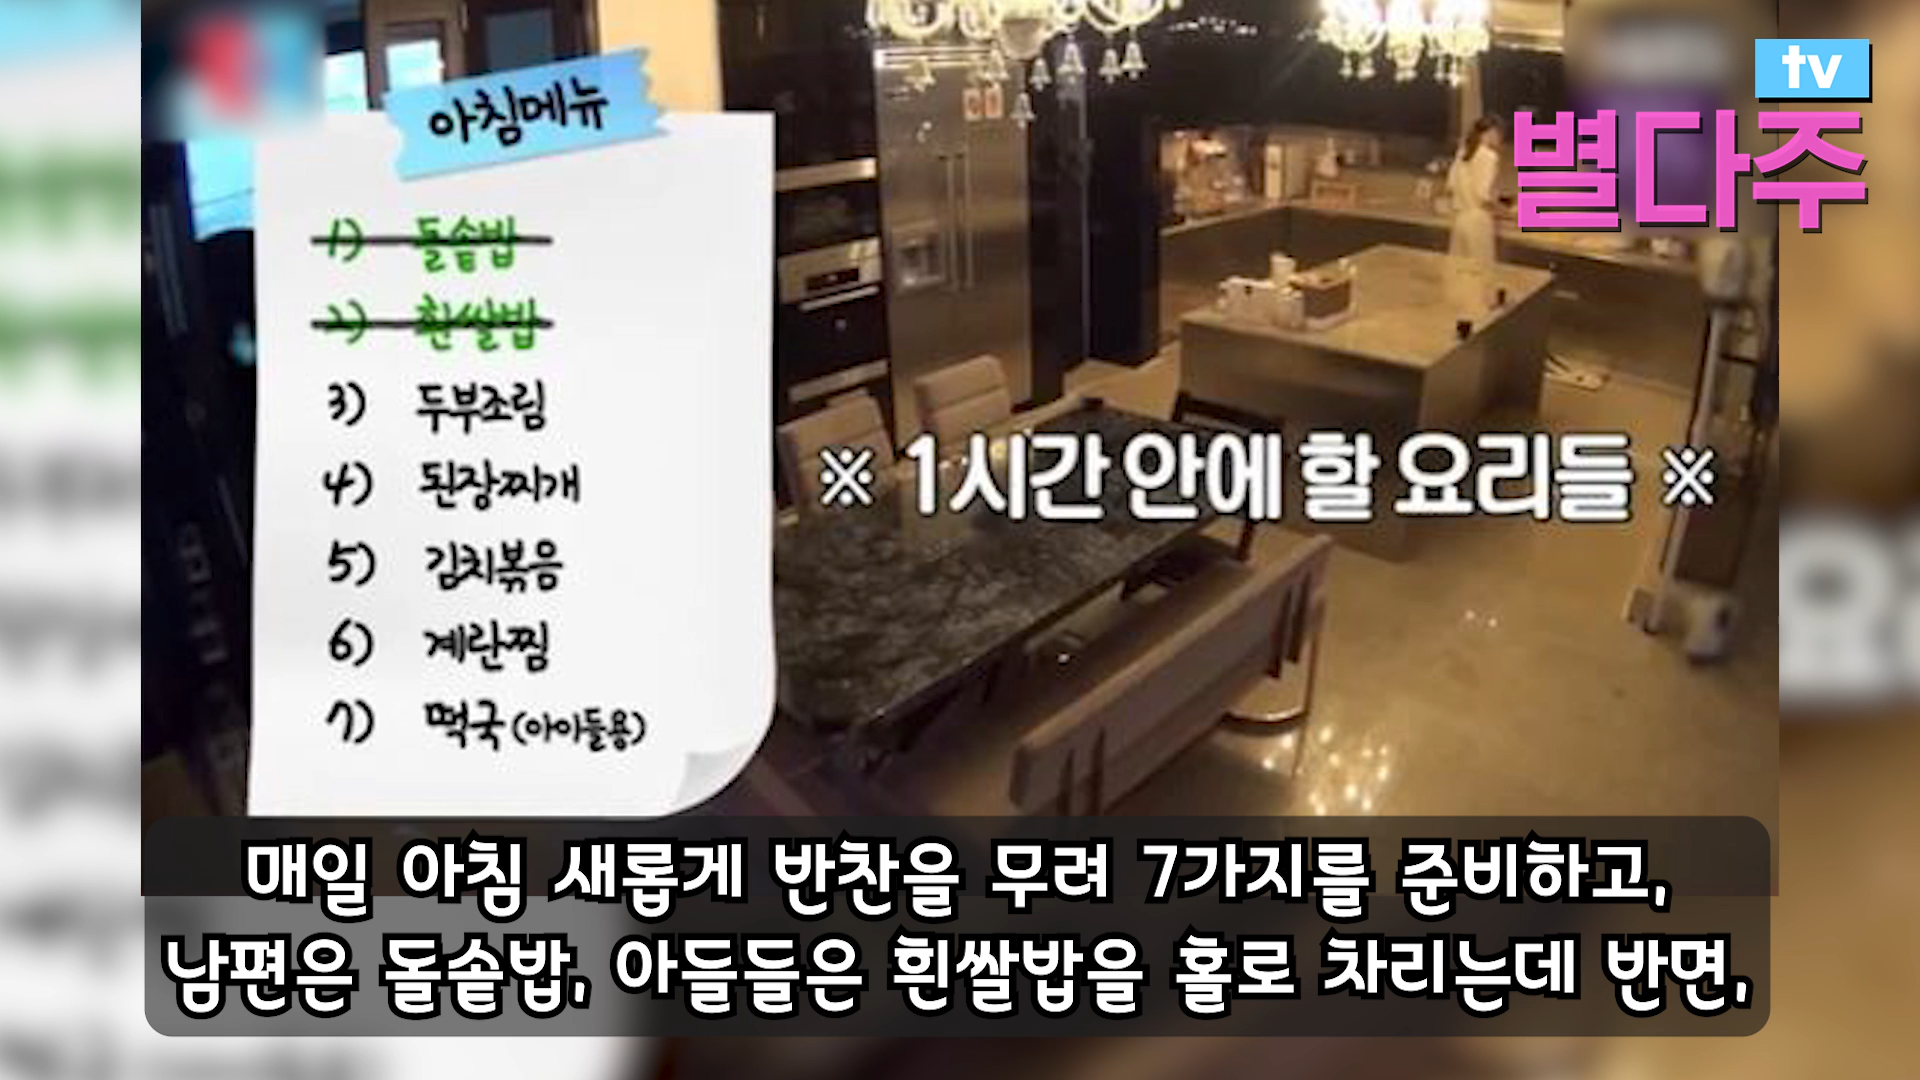 tv
별다주
아침메뉴
1) 돌솥밥
2) 흰쌀밥
3) 두부조림
4) 된장찌개
5) 김치볶음
6) 계란찜
7) 떡국 (아이들용)
※ 1시간 안에 할 요리들 ※
매일 아침 새롭게 반찬을 무려 7가지를 준비하고,
남편은 돌솥밥, 아들들은 흰쌀밥을 홀로 차리는데 반면,